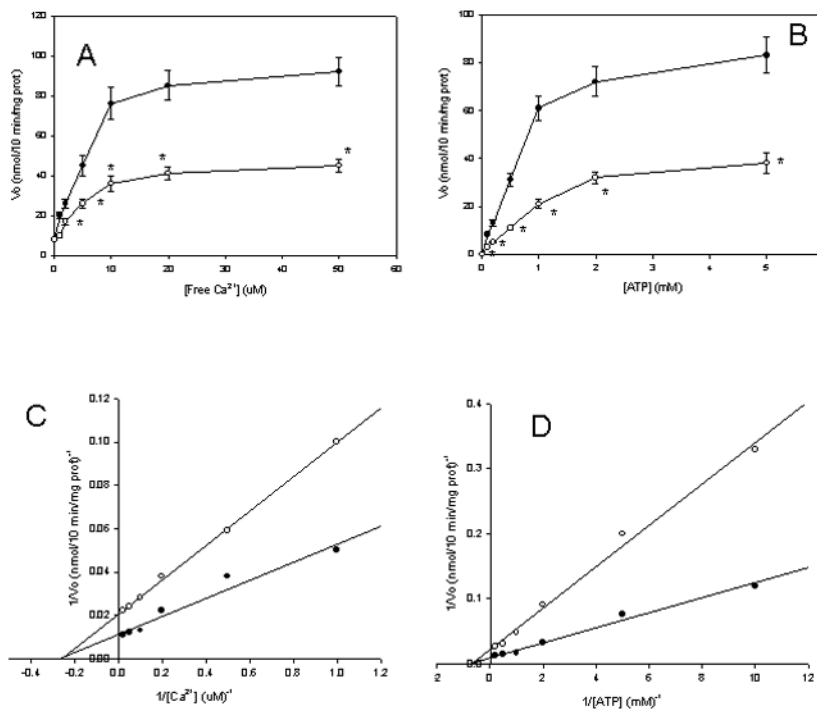 A
Vo (nmol/10 min/mg prot)
120
100
80
60
40
20
0
* * * * *
0 10 20 30 40 50 60
[Free Ca²⁺] (uM)
B
Vo (nmol/10 min/mg prot)
100
80
60
40
20
0
* * * * * *
0 1 2 3 4 5
[ATP] (mM)
C
1/Vo (nmol/10 min/mg prot)⁻¹
0.12
0.10
0.08
0.06
0.04
0.02
0.00
-0.4 -0.2 0.0 0.2 0.4 0.6 0.8 1.0 1.2
1/[Ca²⁺] (uM)⁻¹
D
1/Vo (nmol/10 min/mg prot)⁻¹
0.4
0.3
0.2
0.1
0.0
-2 0 2 4 6 8 10 12
1/[ATP] (mM)⁻¹